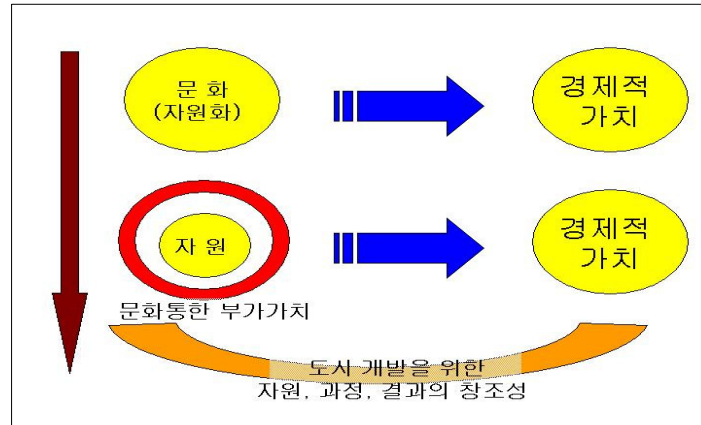 문 화
(자원화)
경제적
가치
자 원
경제적
가치
문화통한 부가가치
도시 개발을 위한
자원, 과정, 결과의 창조성